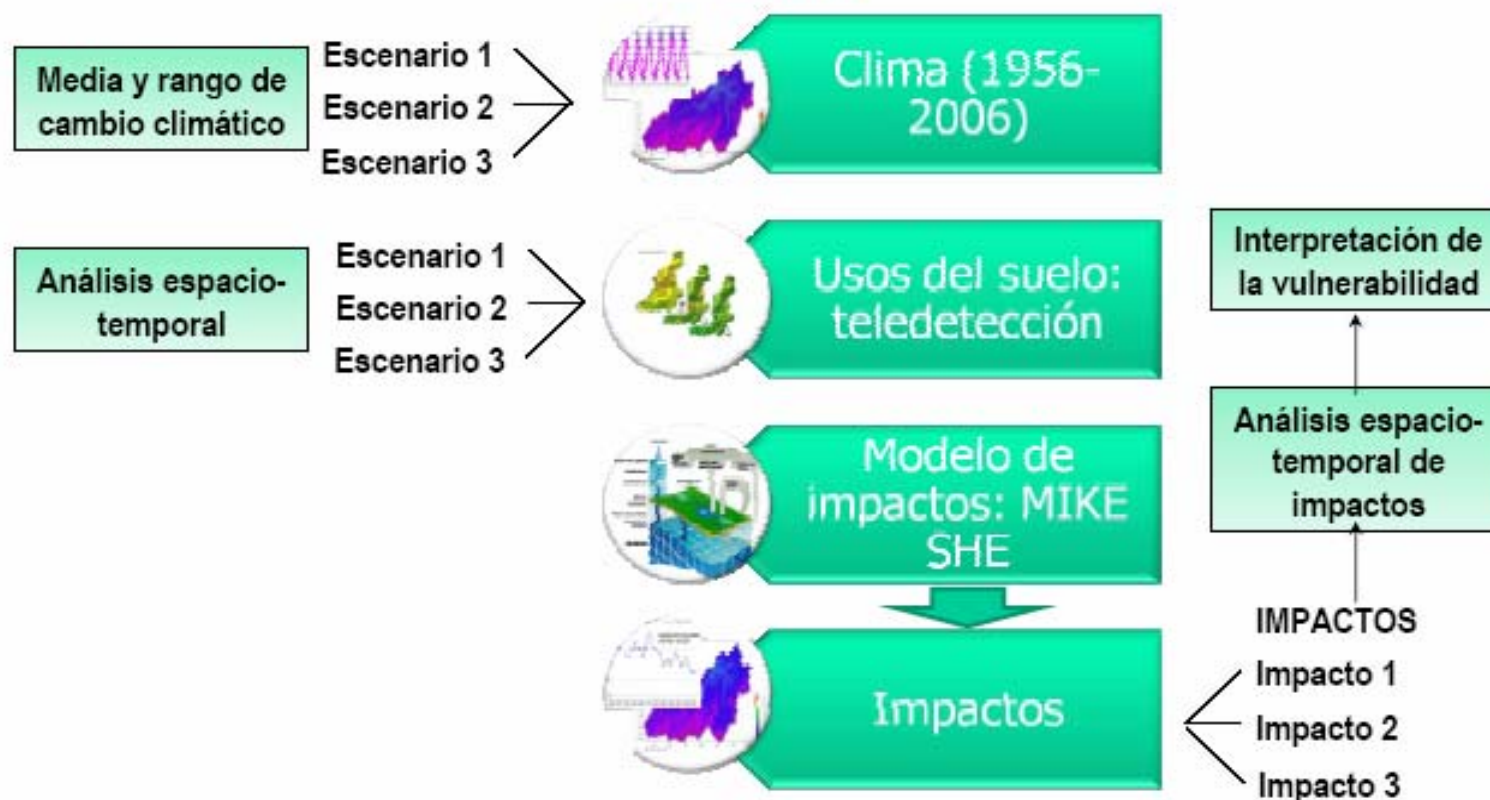 Media y rango de
cambio climático
Escenario 1
Escenario 2
Escenario 3
Clima (1956-
2006)
Análisis espacio-
temporal
Escenario 1
Escenario 2
Escenario 3
Usos del suelo:
teledetección
Interpretación de
la vulnerabilidad
Modelo de
impactos: MIKE
SHE
Análisis espacio-
temporal de
impactos
Impactos
IMPACTOS
Impacto 1
Impacto 2
Impacto 3